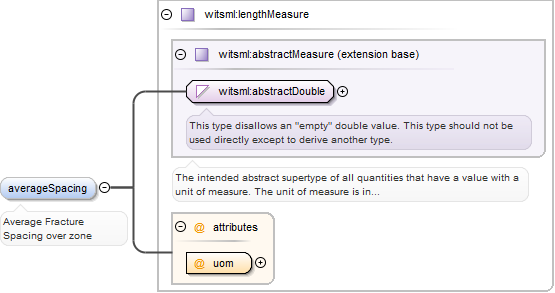 witsml:lengthMeasure
witsml:abstractMeasure (extension base)
witsml:abstractDouble
This type disallows an "empty" double value. This type should not be
used directly except to derive another type.
The intended abstract supertype of all quantities that have a value with a
unit of measure. The unit of measure is in...
averageSpacing
Average Fracture
Spacing over zone
@ attributes
@ uom